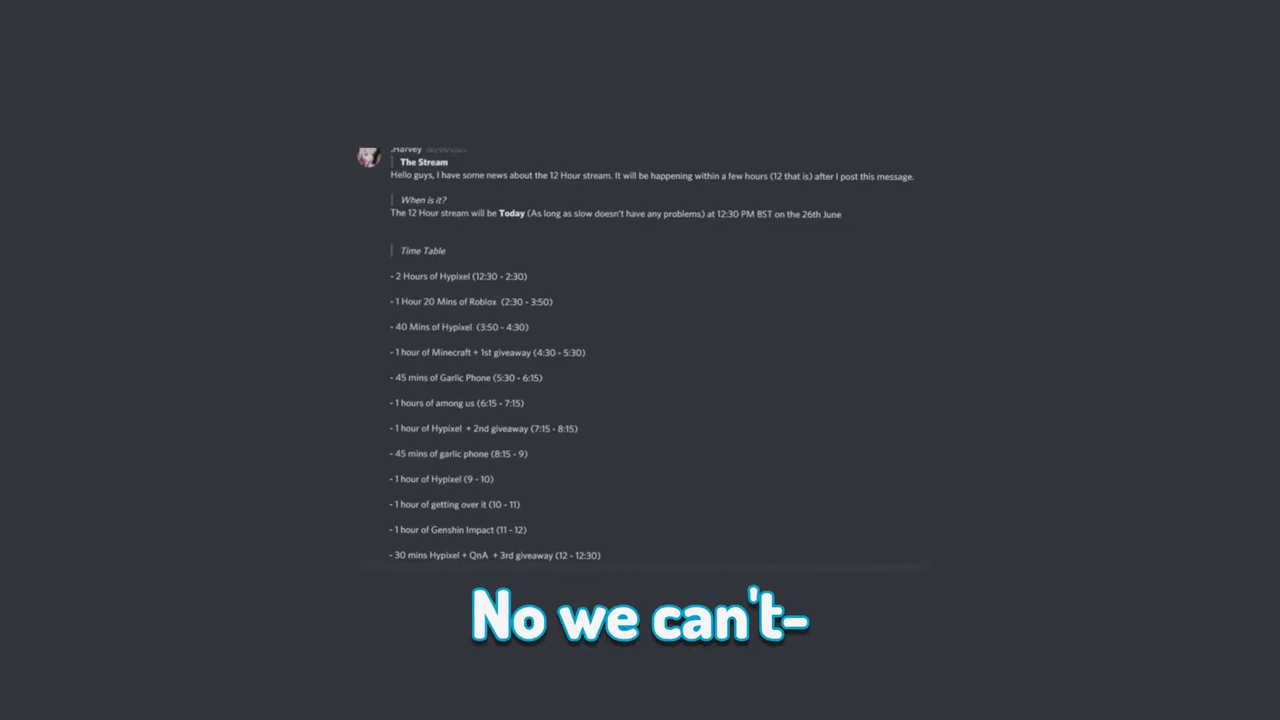 .Harvey
The Stream
Hello guys, I have some news about the 12 Hour stream. It will be happening within a few hours (12 that is) after I post this message.
When is it?
The 12 Hour stream will be Today (As long as slow doesn't have any problems) at 12:30 PM BST on the 26th June
Time Table
- 2 Hours of Hypixel (12:30 - 2:30)
- 1 Hour 20 Mins of Roblox (2:30 - 3:50)
- 40 Mins of Hypixel (3:50 - 4:30)
- 1 hour of Minecraft + 1st giveaway (4:30 - 5:30)
- 45 mins of Garlic Phone (5:30 - 6:15)
- 1 hours of among us (6:15 - 7:15)
- 1 hour of Hypixel + 2nd giveaway (7:15 - 8:15)
- 45 mins of garlic phone (8:15 - 9)
- 1 hour of Hypixel (9 - 10)
- 1 hour of getting over it (10 - 11)
- 1 hour of Genshin Impact (11 - 12)
- 30 mins Hypixel + QnA + 3rd giveaway (12 - 12:30)
No we can't-